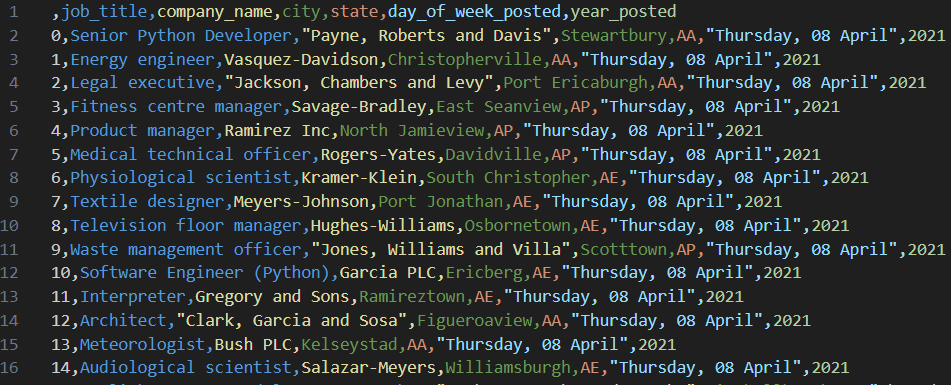 1 ,job_title,company_name,city,state,day_of_week_posted,year_posted
2 0,Senior Python Developer,"Payne, Roberts and Davis",Stewartbury,AA,"Thursday, 08 April",2021
3 1,Energy engineer,Vasquez-Davidson,Christopherville,AA,"Thursday, 08 April",2021
4 2,Legal executive,"Jackson, Chambers and Levy",Port Ericaburgh,AA,"Thursday, 08 April",2021
5 3,Fitness centre manager,Savage-Bradley,East Seanview,AP,"Thursday, 08 April",2021
6 4,Product manager,Ramirez Inc,North Jamieview,AP,"Thursday, 08 April",2021
7 5,Medical technical officer,Rogers-Yates,Davidville,AP,"Thursday, 08 April",2021
8 6,Physiological scientist,Kramer-Klein,South Christopher,AE,"Thursday, 08 April",2021
9 7,Textile designer,Meyers-Johnson,Port Jonathan,AE,"Thursday, 08 April",2021
10 8,Television floor manager,Hughes-Williams,Osbornetown,AE,"Thursday, 08 April",2021
11 9,Waste management officer,"Jones, Williams and Villa",Scotttown,AP,"Thursday, 08 April",2021
12 10,Software Engineer (Python),Garcia PLC,Ericberg,AE,"Thursday, 08 April",2021
13 11,Interpreter,Gregory and Sons,Ramireztown,AE,"Thursday, 08 April",2021
14 12,Architect,"Clark, Garcia and Sosa",Figueroaview,AA,"Thursday, 08 April",2021
15 13,Meteorologist,Bush PLC,Kelseystad,AA,"Thursday, 08 April",2021
16 14,Audiological scientist,Salazar-Meyers,Williamsburgh,AE,"Thursday, 08 April",2021